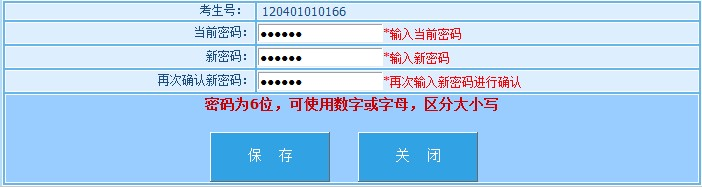 考生号： 120401010166
当前密码： ●●●●●● *输入当前密码
新密码： ●●●●●● *输入新密码
再次确认新密码： ●●●●●● *再次输入新密码进行确认
密码为6位，可使用数字或字母，区分大小写
保 存 关 闭